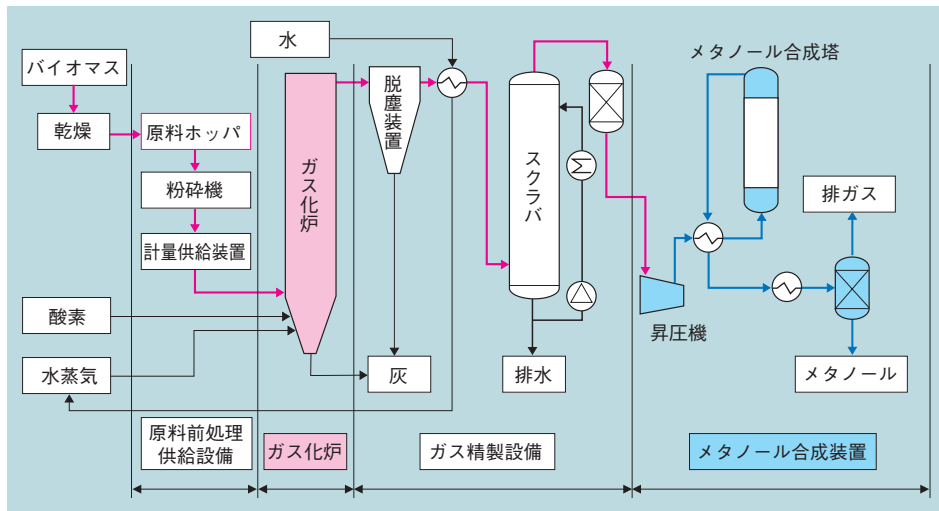 水
メタノール合成塔
バイオマス
脱塵装置
乾燥
原料ホッパ
ガス化炉
スクラバ
粉砕機
排ガス
計量供給装置
酸素
昇圧機
水蒸気
灰
排水
メタノール
原料前処理
供給設備
ガス化炉
ガス精製設備
メタノール合成装置